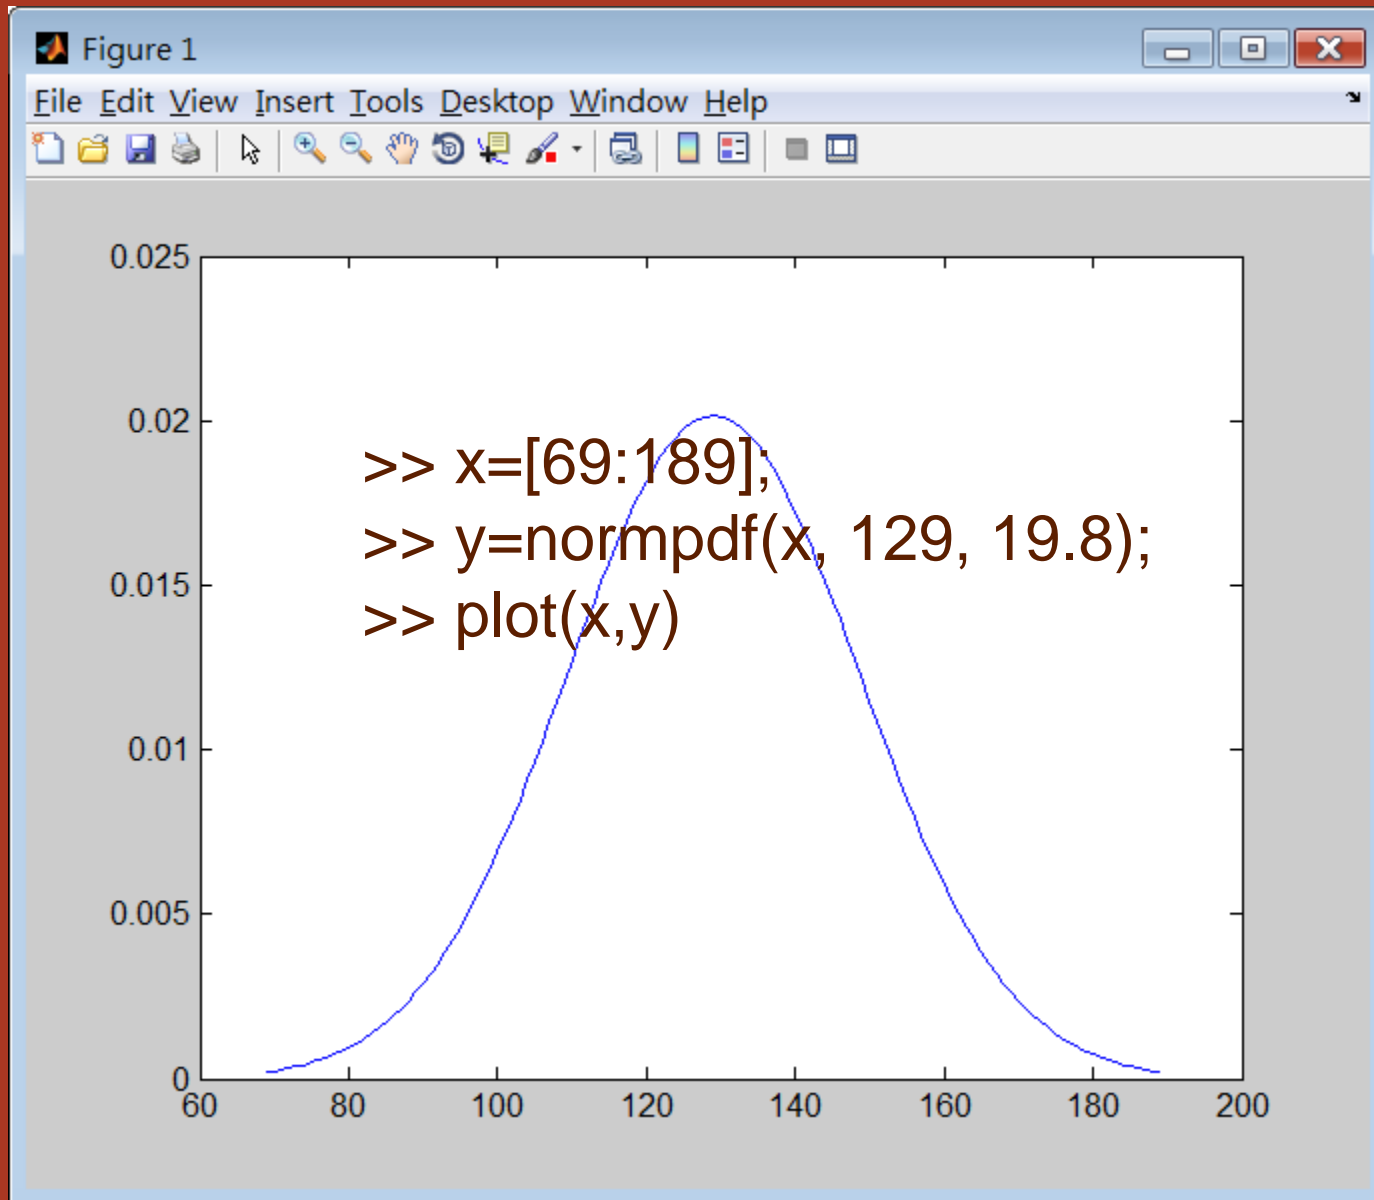 Figure 1
File Edit View Insert Tools Desktop Window Help
0.025
0.02
0.015
0.01
0.005
0
>> x=[69:189];
>> y=normpdf(x, 129, 19.8);
>> plot(x,y)
60 80 100 120 140 160 180 200